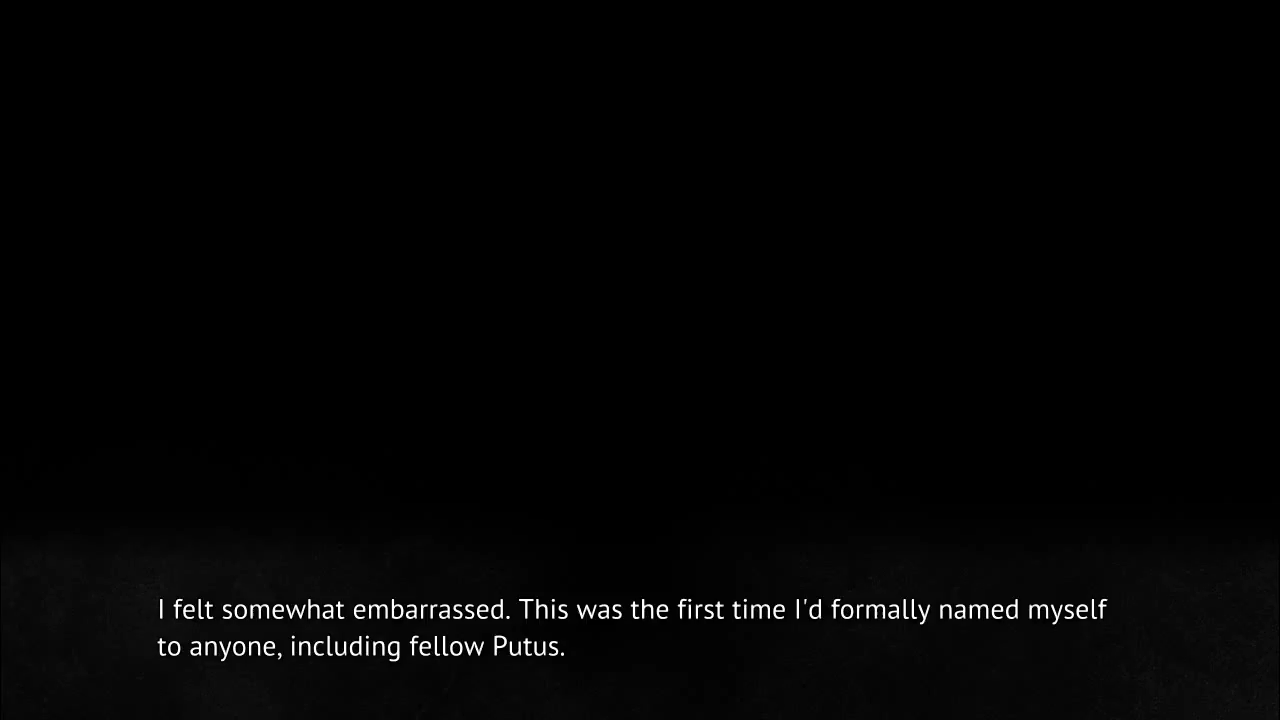 I felt somewhat embarrassed. This was the first time I'd formally named myself
to anyone, including fellow Putus.